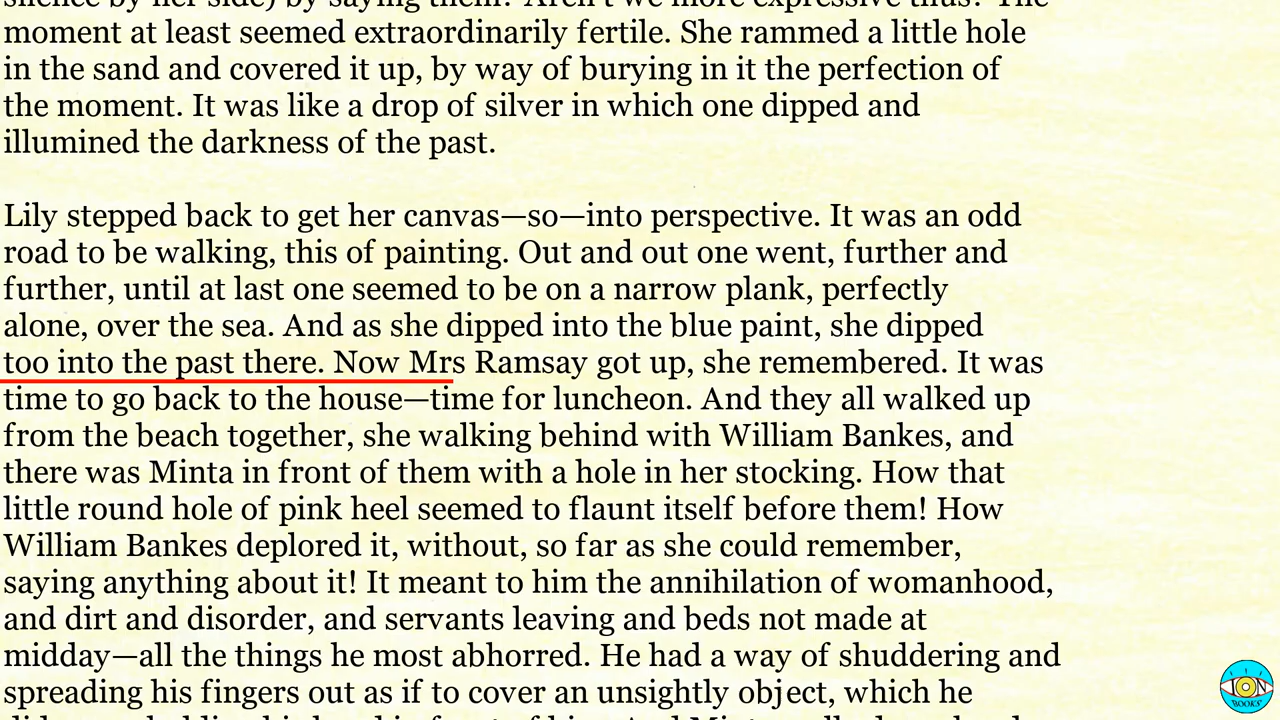 moment at least seemed extraordinarily fertile. She rammed a little hole
in the sand and covered it up, by way of burying in it the perfection of
the moment. It was like a drop of silver in which one dipped and
illumined the darkness of the past.
Lily stepped back to get her canvas—so—into perspective. It was an odd
road to be walking, this of painting. Out and out one went, further and
further, until at last one seemed to be on a narrow plank, perfectly
alone, over the sea. And as she dipped into the blue paint, she dipped
too into the past there. Now Mrs Ramsay got up, she remembered. It was
time to go back to the house—time for luncheon. And they all walked up
from the beach together, she walking behind with William Bankes, and
there was Minta in front of them with a hole in her stocking. How that
little round hole of pink heel seemed to flaunt itself before them! How
William Bankes deplored it, without, so far as she could remember,
saying anything about it! It meant to him the annihilation of womanhood,
and dirt and disorder, and servants leaving and beds not made at
midday—all the things he most abhorred. He had a way of shuddering and
spreading his fingers out as if to cover an unsightly object, which he
ION
BOOKS